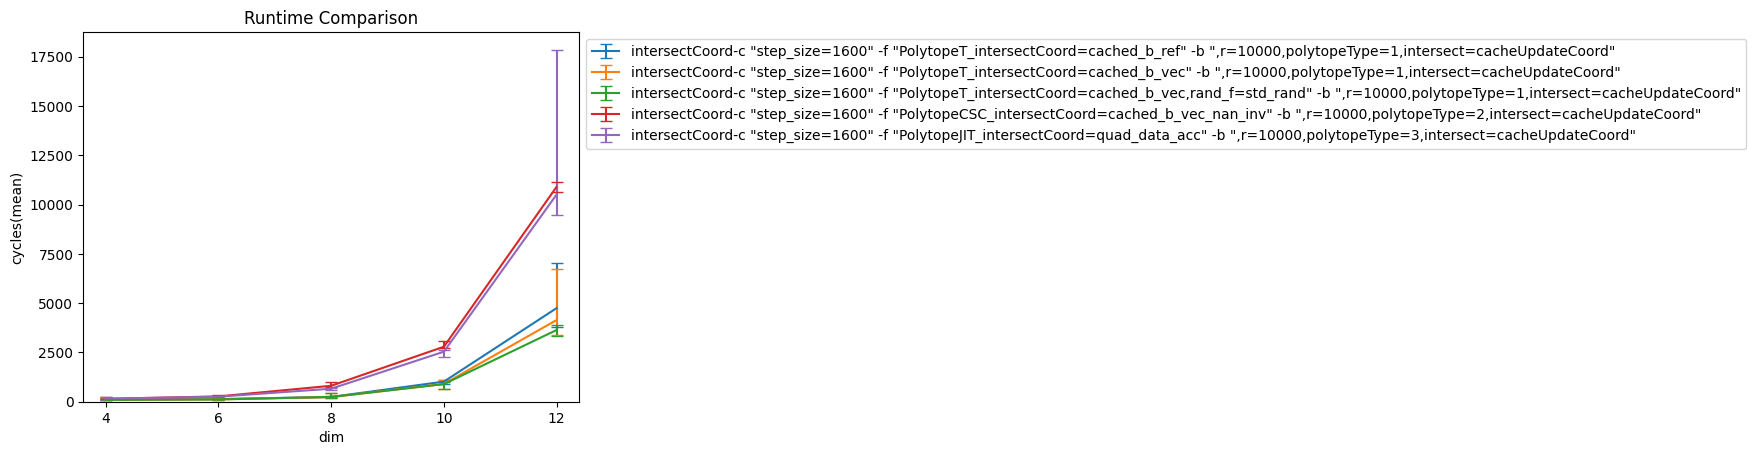 Runtime Comparison
cycles(mean)
17500
15000
12500
10000
7500
5000
2500
0
4 6 8 10 12
dim
intersectCoord-c "step_size=1600" -f "PolytopeT_intersectCoord=cached_b_ref" -b ",r=10000,polytopeType=1,intersect=cacheUpdateCoord"
intersectCoord-c "step_size=1600" -f "PolytopeT_intersectCoord=cached_b_vec" -b ",r=10000,polytopeType=1,intersect=cacheUpdateCoord"
intersectCoord-c "step_size=1600" -f "PolytopeT_intersectCoord=cached_b_vec,rand_f=std_rand" -b ",r=10000,polytopeType=1,intersect=cacheUpdateCoord"
intersectCoord-c "step_size=1600" -f "PolytopeCSC_intersectCoord=cached_b_vec_nan_inv" -b ",r=10000,polytopeType=2,intersect=cacheUpdateCoord"
intersectCoord-c "step_size=1600" -f "PolytopeJIT_intersectCoord=quad_data_acc" -b ",r=10000,polytopeType=3,intersect=cacheUpdateCoord"